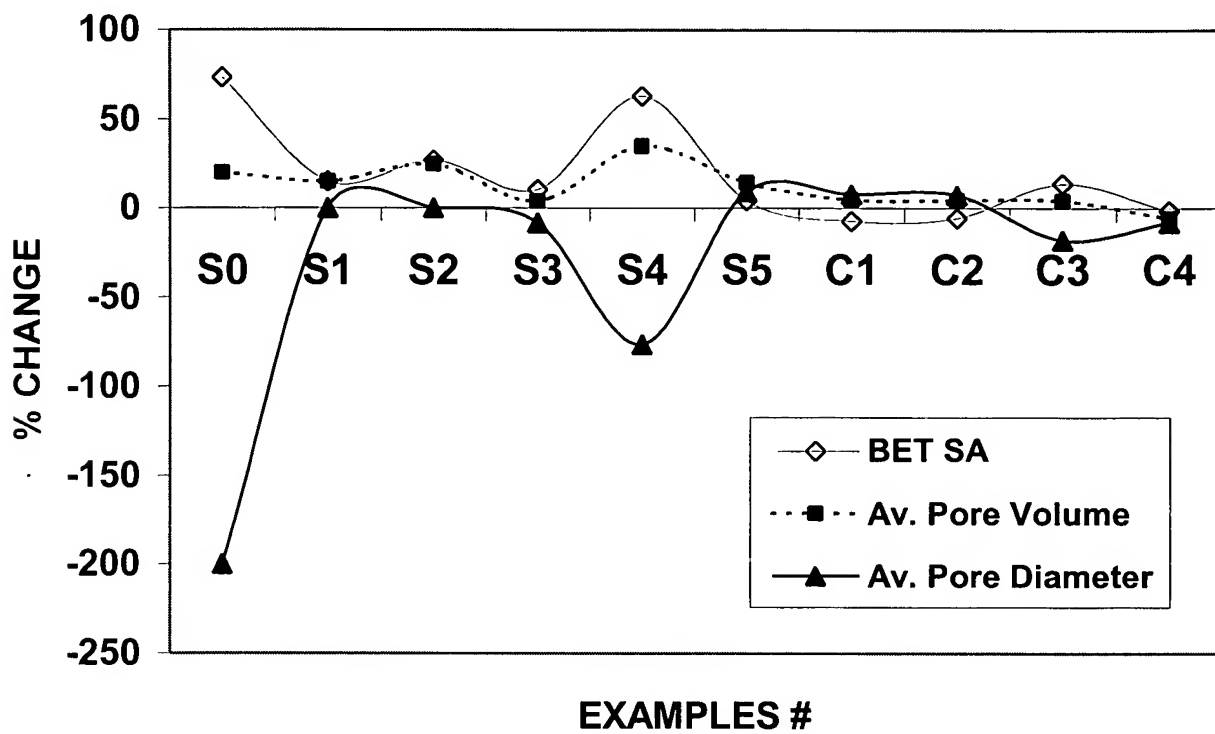 100
50
0
-50
-100
-150
-200
-250
% CHANGE
S0 S1 S2 S3 S4 S5 C1 C2 C3 C4
BET SA
Av. Pore Volume
Av. Pore Diameter
EXAMPLES #